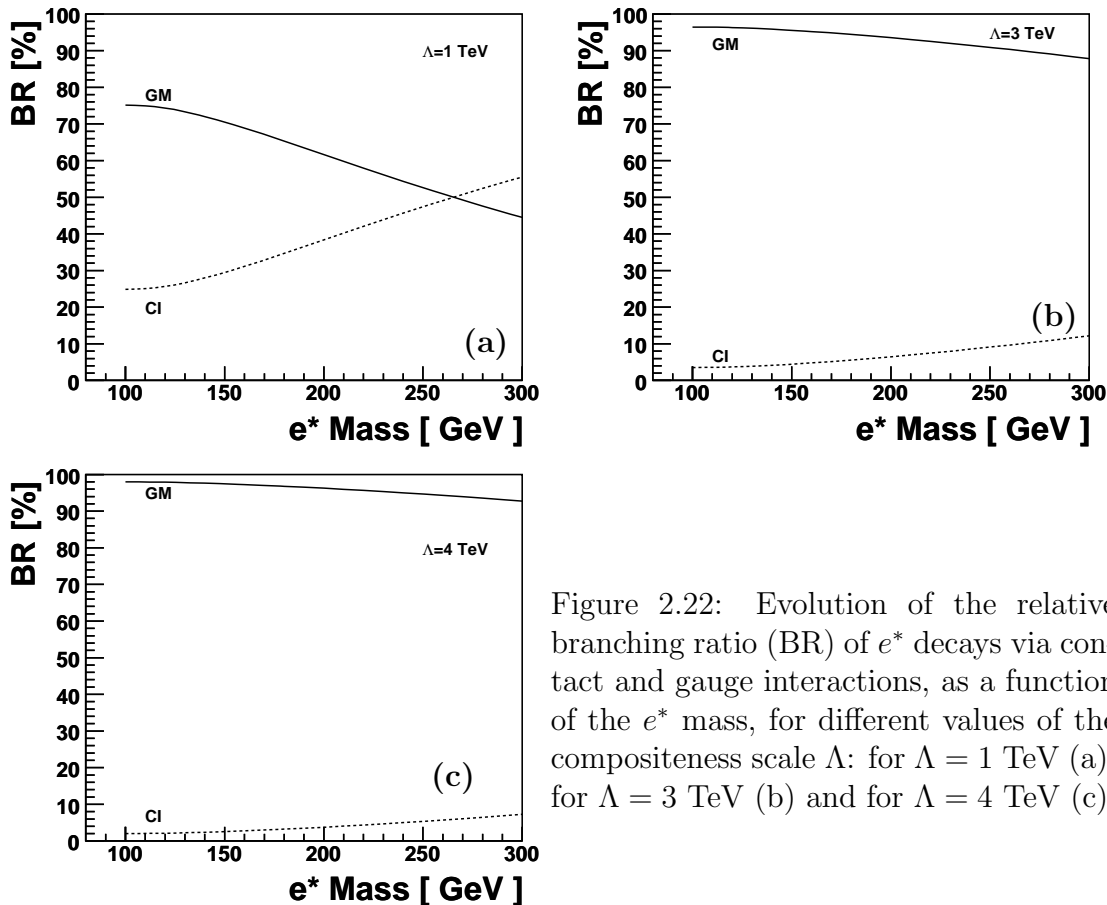 BR [%]
100
90
80
70
60
50
40
30
20
10
0
Λ=1 TeV
GM
CI
(a)
100 150 200 250 300
e* Mass [ GeV ]
BR [%]
100
90
80
70
60
50
40
30
20
10
0
Λ=3 TeV
GM
CI
(b)
100 150 200 250 300
e* Mass [ GeV ]
BR [%]
100
90
80
70
60
50
40
30
20
10
0
GM
Λ=4 TeV
CI
(c)
100 150 200 250 300
e* Mass [ GeV ]
Figure 2.22: Evolution of the relative
branching ratio (BR) of e* decays via con
tact and gauge interactions, as a function
of the e* mass, for different values of the
compositeness scale Λ: for Λ = 1 TeV (a)
for Λ = 3 TeV (b) and for Λ = 4 TeV (c)